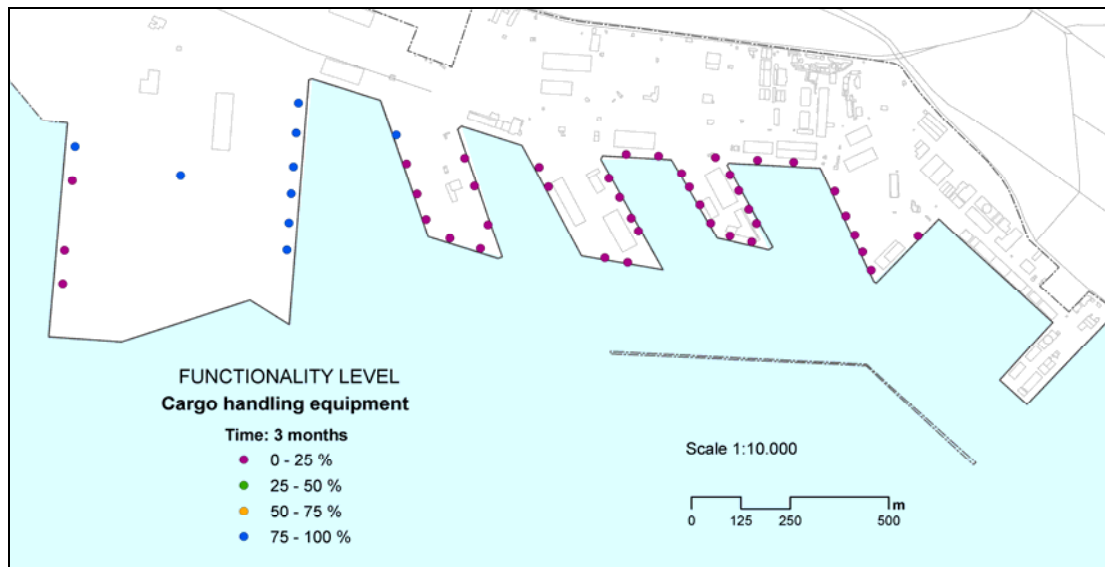 FUNCTIONALITY LEVEL
Cargo handling equipment
Time: 3 months
0 - 25 %
25 - 50 %
50 - 75 %
75 - 100 %
Scale 1:10.000
m
0 125 250 500